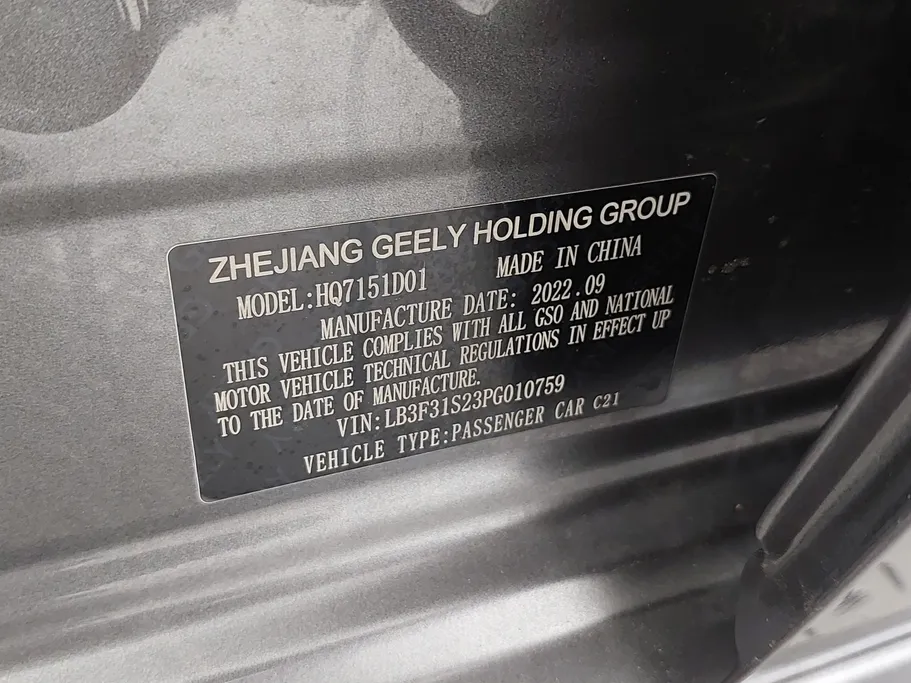 ZHEJIANG GEELY HOLDING GROUP
MODEL:HQ7151D01 MADE IN CHINA
MANUFACTURE DATE: 2022.09
THIS VEHICLE COMPLIES WITH ALL GSO AND NATIONAL
MOTOR VEHICLE TECHNICAL REGULATIONS IN EFFECT UP
TO THE DATE OF MANUFACTURE.
VIN:LB3F31S23PG010759
VEHICLE TYPE:PASSENGER CAR C21